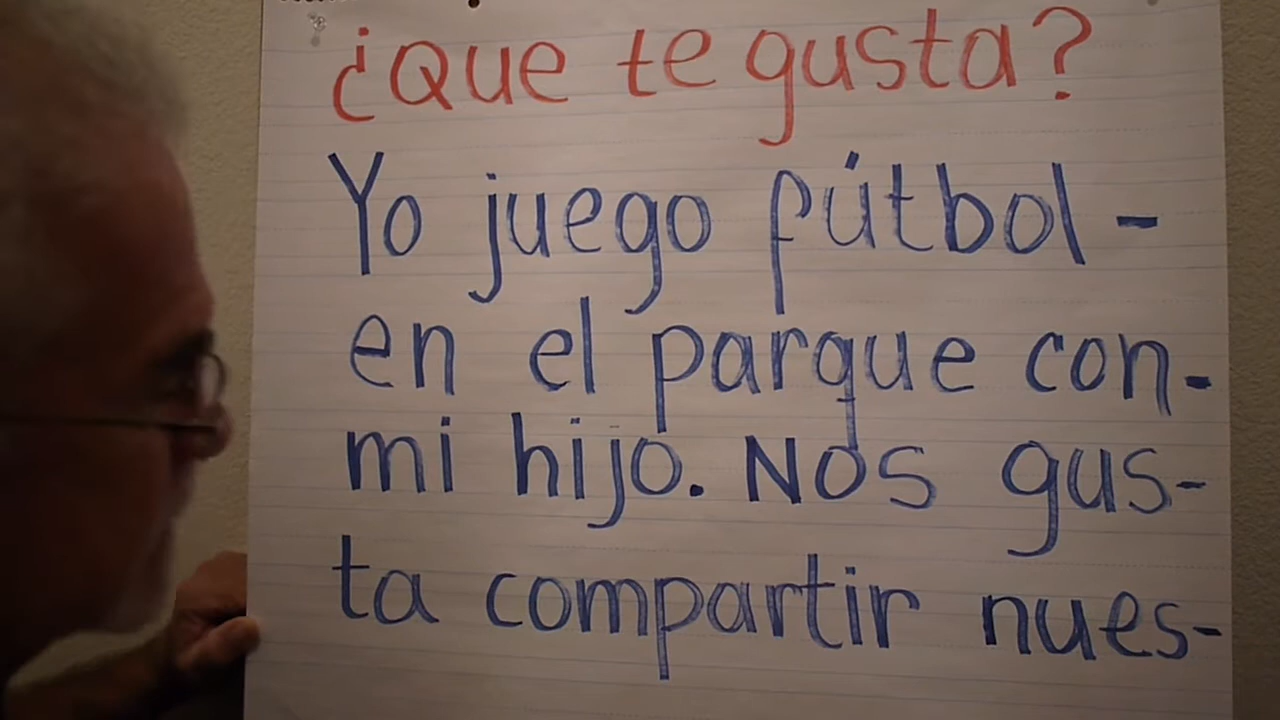 ¿Que te gusta?
Yo juego fútbol -
en el parque con-
mi hijo. Nos gus-
ta compartir nues-